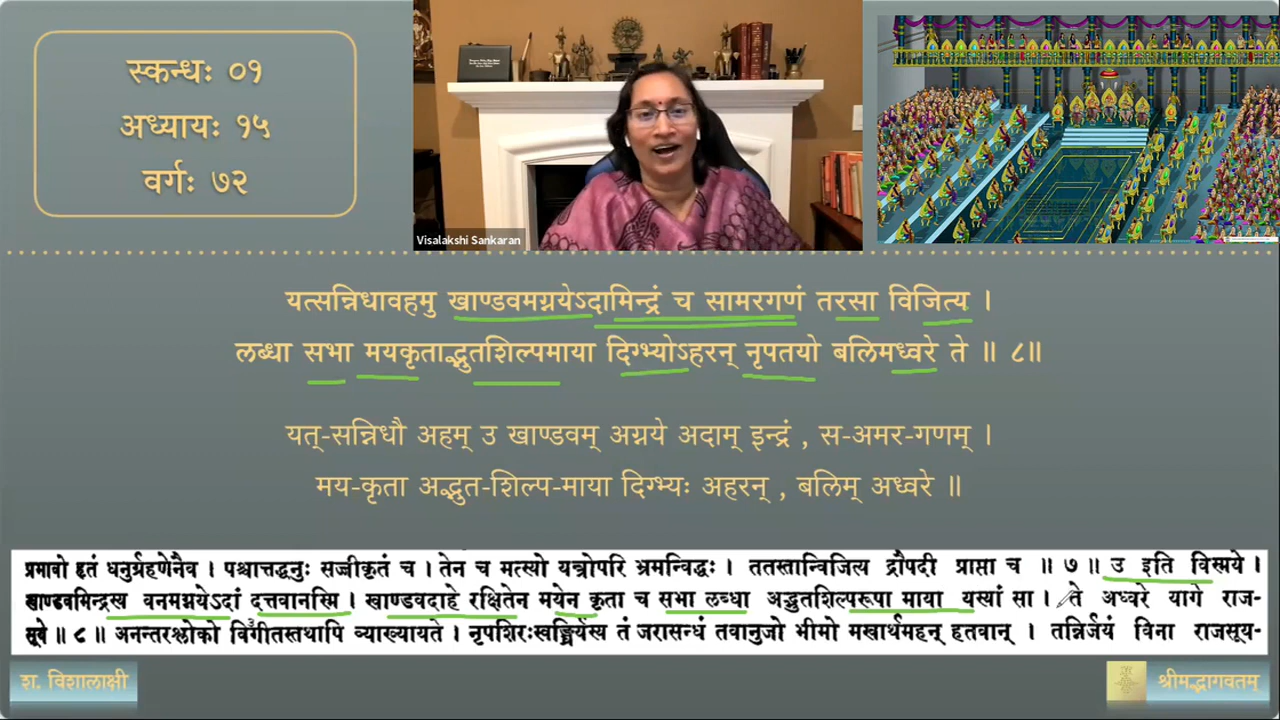 स्कन्धः ०१
अध्यायः १५
वर्गः ७२
Visalakshi Sankaran
यत्सन्निधावहमु खाण्डवमग्नयेऽदामिन्द्रं च सामरगणं तरसा विजित्य ।
लब्धा सभा मयकृताद्भुतशिल्पमाया दिग्भ्योऽहरन् नृपतयो बलिमध्वरे ते ॥ ८॥
यत्-सन्निधौ अहम् उ खाण्डवम् अग्नये अदाम् इन्द्रं , स-अमर-गणम् ।
मय-कृता अद्भुत-शिल्प-माया दिग्भ्यः अहरन् , बलिम् अध्वरे ॥
प्रभावो हृतं धनुर्ग्रहणेनैव । पश्चात्तद्धनुः सज्जीकृतं च । तेन च मत्स्यो यन्त्रोपरि भ्रमन्विद्धः । ततस्तान्विजित्य द्रौपदी प्राप्ता च ॥ ७ ॥ उ इति विस्मये ।
खाण्डवमिन्द्रस्य वनमग्नयेऽदां दत्तवानस्मि । खाण्डवदाहे रक्षितेन मयेन कृता च सभा लब्धा अद्भुतशिल्परूपा माया यस्यां सा । ते अध्वरे यागे राज-
सूये ॥ ८ ॥ अनन्तरश्लोको विगीतस्तथापि व्याख्यायते । नृपशिरःस्वङ्घ्रिर्यस्य तं जरासन्धं तवानुजो भीमो मखार्थमहन् हतवान् । तन्निर्जयं विना राजसूय-
श. विशालाक्षी
श्रीमद्भागवतम्